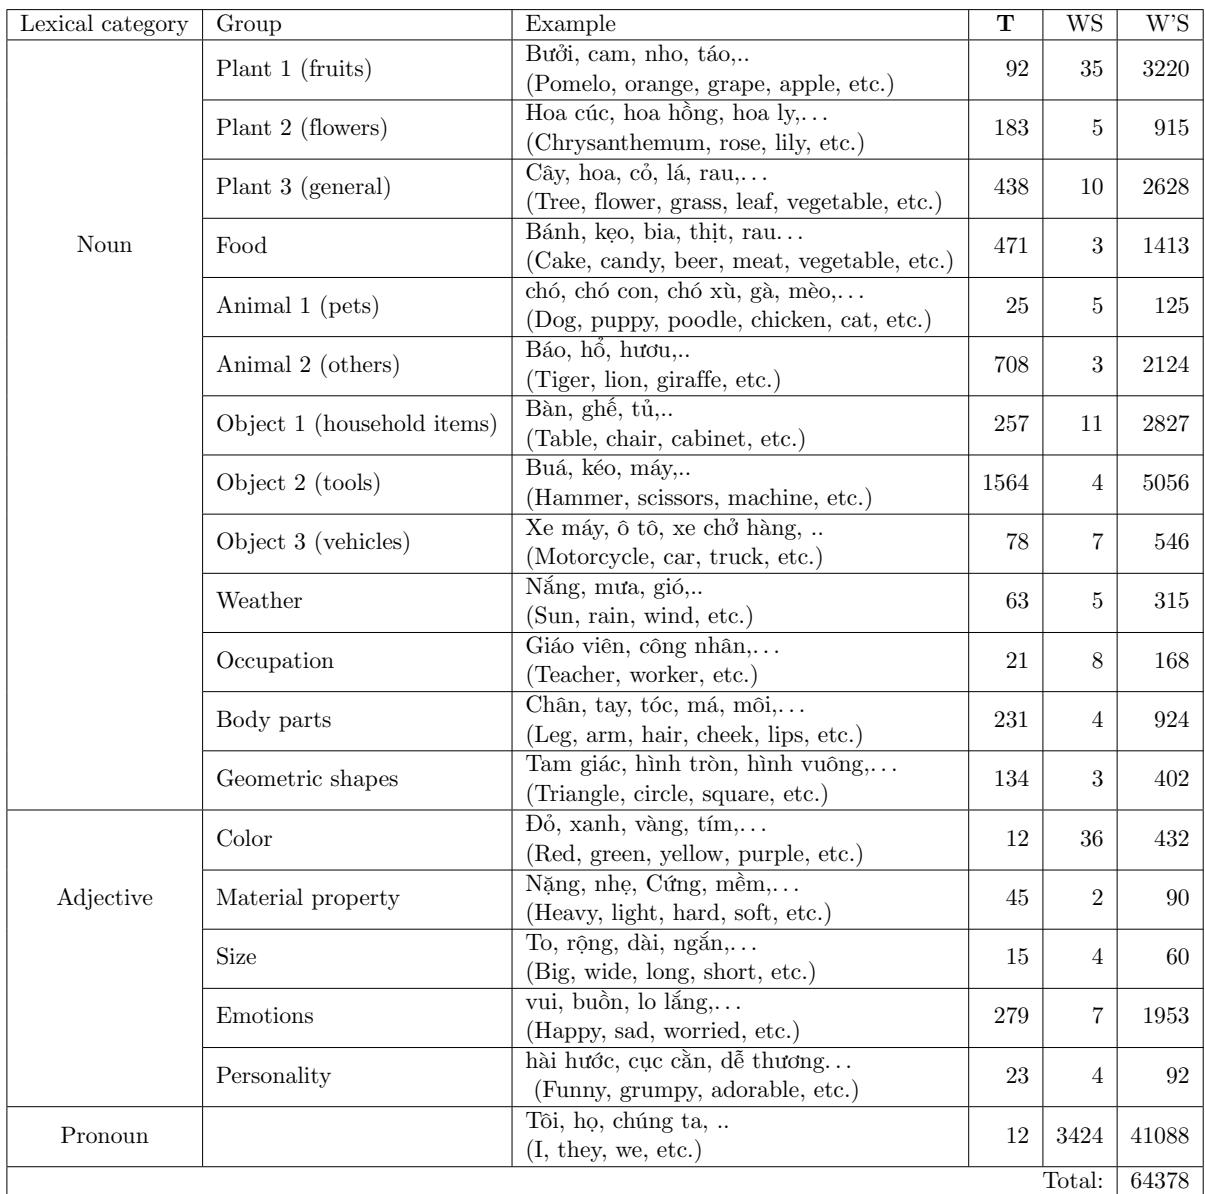 Lexical category Group Example T WS W'S
Noun
Plant 1 (fruits) Bưởi, cam, nho, táo,.. 92 35 3220
(Pomelo, orange, grape, apple, etc.)
Plant 2 (flowers) Hoa cúc, hoa hồng, hoa ly,... 183 5 915
(Chrysanthemum, rose, lily, etc.)
Plant 3 (general) Cây, hoa, cỏ, lá, rau,... 438 10 2628
(Tree, flower, grass, leaf, vegetable, etc.)
Food Bánh, kẹo, bia, thịt, rau... 471 3 1413
(Cake, candy, beer, meat, vegetable, etc.)
Animal 1 (pets) chó, chó con, chó xù, gà, mèo,... 25 5 125
(Dog, puppy, poodle, chicken, cat, etc.)
Animal 2 (others) Báo, hổ, hươu,.. 708 3 2124
(Tiger, lion, giraffe, etc.)
Object 1 (household items) Bàn, ghế, tủ,.. 257 11 2827
(Table, chair, cabinet, etc.)
Object 2 (tools) Buá, kéo, máy,.. 1564 4 5056
(Hammer, scissors, machine, etc.)
Object 3 (vehicles) Xe máy, ô tô, xe chở hàng, .. 78 7 546
(Motorcycle, car, truck, etc.)
Weather Nắng, mưa, gió,.. 63 5 315
(Sun, rain, wind, etc.)
Occupation Giáo viên, công nhân,... 21 8 168
(Teacher, worker, etc.)
Body parts Chân, tay, tóc, má, môi,... 231 4 924
(Leg, arm, hair, cheek, lips, etc.)
Geometric shapes Tam giác, hình tròn, hình vuông,... 134 3 402
(Triangle, circle, square, etc.)
Adjective
Color Đỏ, xanh, vàng, tím,... 12 36 432
(Red, green, yellow, purple, etc.)
Material property Nặng, nhẹ, Cứng, mềm,... 45 2 90
(Heavy, light, hard, soft, etc.)
Size To, rộng, dài, ngắn,... 15 4 60
(Big, wide, long, short, etc.)
Emotions vui, buồn, lo lắng,... 279 7 1953
(Happy, sad, worried, etc.)
Personality hài hước, cục cằn, dễ thương... 23 4 92
(Funny, grumpy, adorable, etc.)
Pronoun Tôi, họ, chúng ta, .. 12 3424 41088
(I, they, we, etc.)
Total: 64378